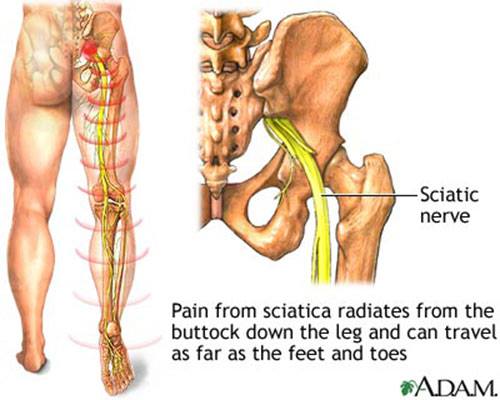 Sciatic
nerve
Pain from sciatica radiates from the
buttock down the leg and can travel
as far as the feet and toes
A.D.A.M.